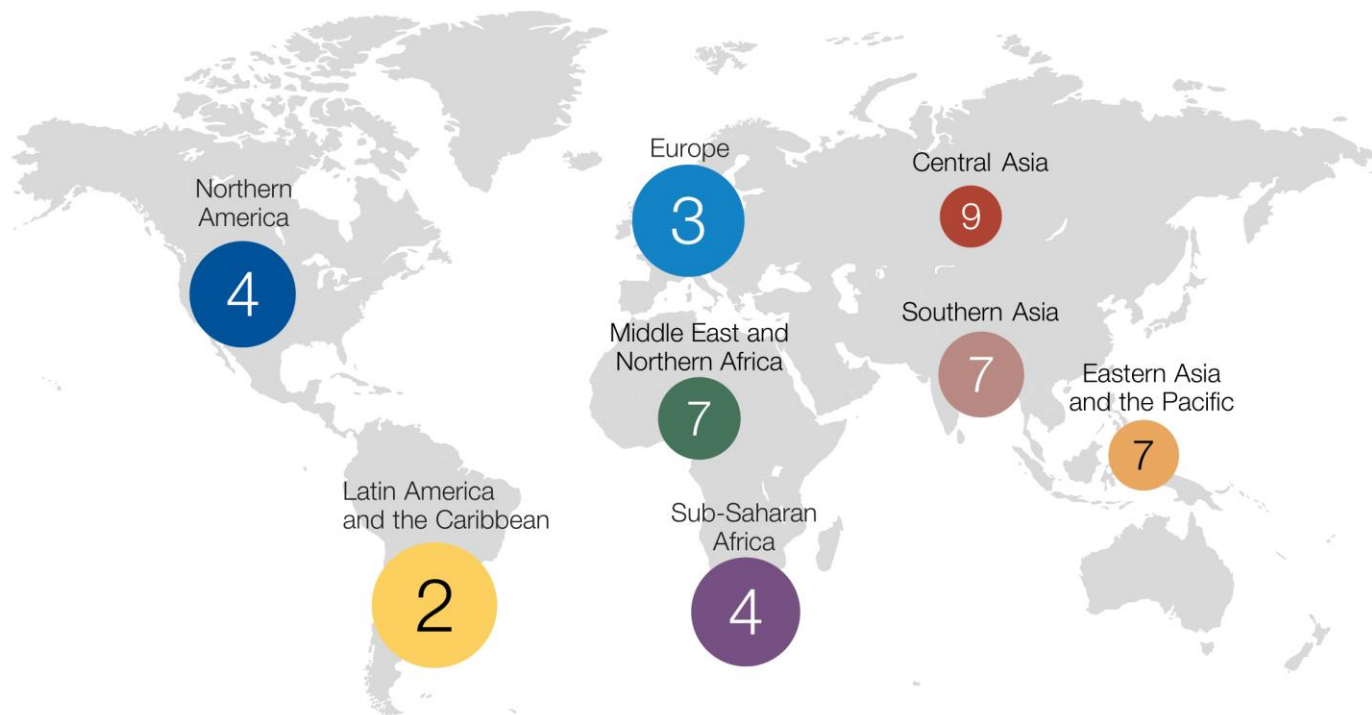 Europe
3
Central Asia
9
Northern
America
4
Southern Asia
7
Middle East and
Northern Africa
7
Eastern Asia
and the Pacific
7
Latin America
and the Caribbean
2
Sub-Saharan
Africa
4